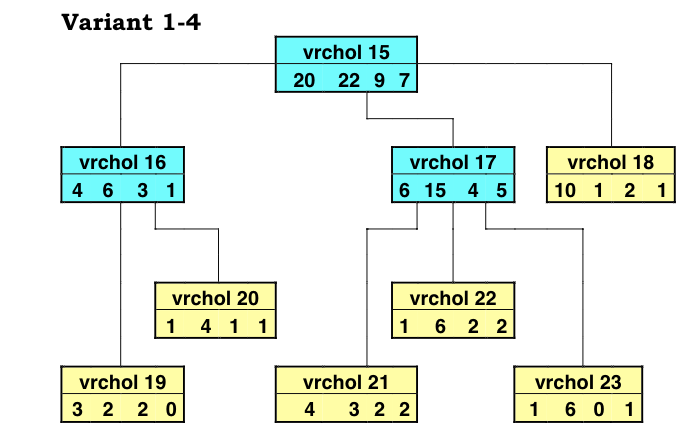 Variant 1-4
vrchol 15
20 22 9 7
vrchol 16
4 6 3 1
vrchol 17
6 15 4 5
vrchol 18
10 1 2 1
vrchol 20
1 4 1 1
vrchol 22
1 6 2 2
vrchol 19
3 2 2 0
vrchol 21
4 3 2 2
vrchol 23
1 6 0 1